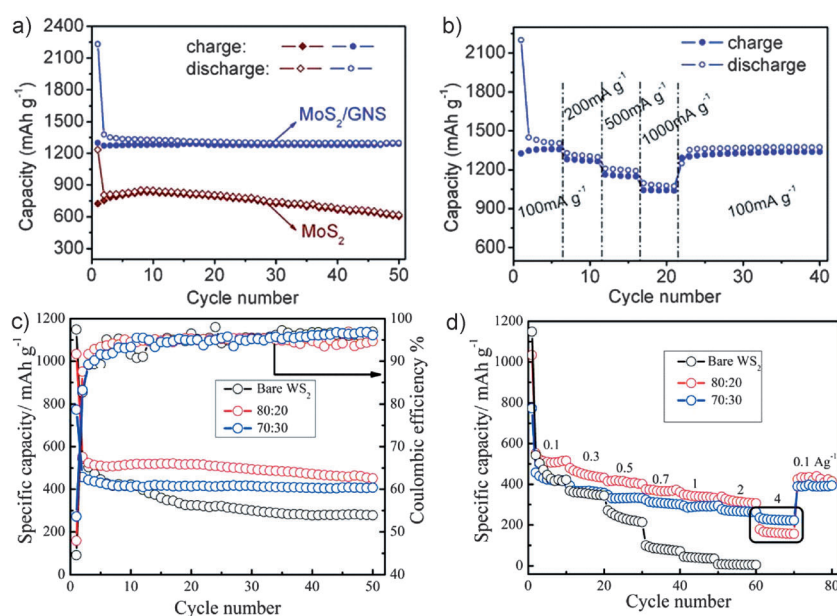 a)
charge:
discharge:
MoS2/GNS
MoS2
2400
2100
1800
1500
1200
900
600
300
Capacity (mAh g-1)
0 10 20 30 40 50
Cycle number
b)
charge
discharge
200mA g-1
500mA g-1
1000mA g-1
100mA g-1
100mA g-1
2100
1800
1500
1200
900
600
Capacity (mAh g-1)
0 10 20 30 40
Cycle number
c)
Bare WS2
80:20
70:30
1200
1000
800
600
400
200
0
Specific capacity/ mAh g-1
100
90
80
70
60
50
40
Coulombic efficiency %
0 10 20 30 40 50
Cycle number
d)
Bare WS2
80:20
70:30
0.1
0.3
0.5
0.7
1
2
4
0.1 Ag-1
1200
1000
800
600
400
200
0
Specific capacity/ mAh g-1
0 10 20 30 40 50 60 70 80
Cycle number